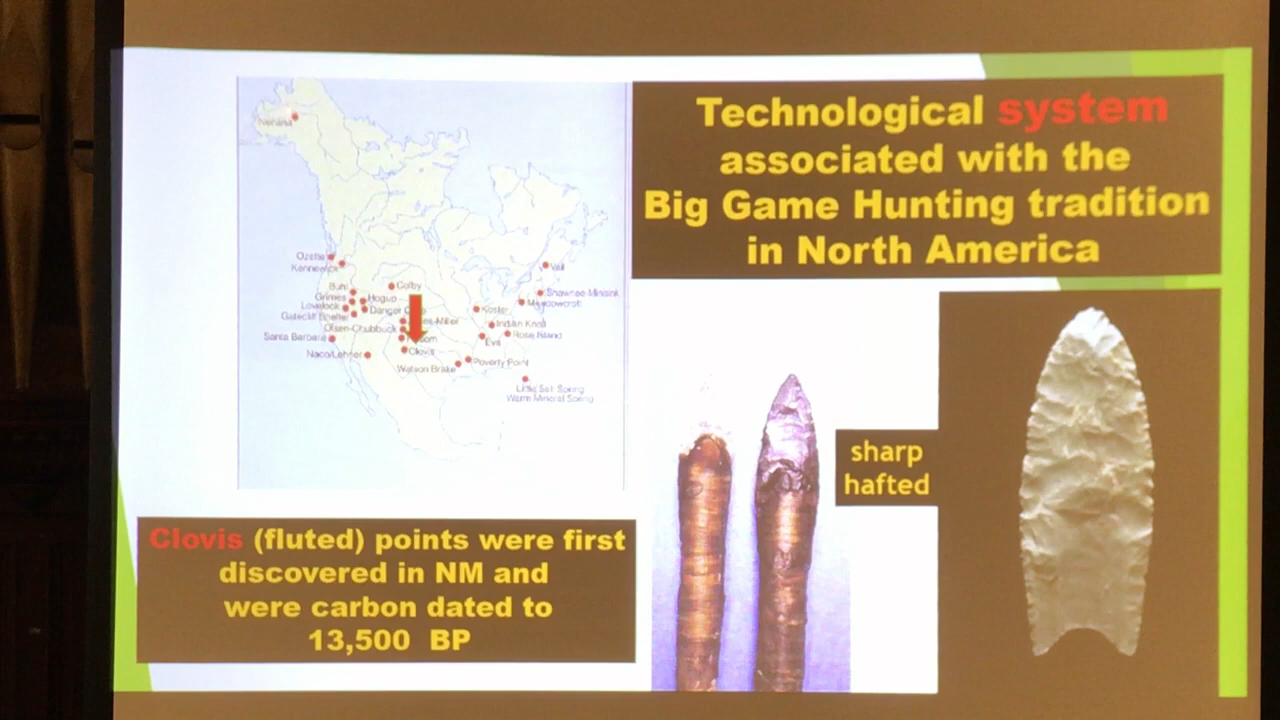 Technological system
associated with the
Big Game Hunting tradition
in North America
Nenana
Ozette
Kennewick
Buhl
Colby
Grimes
Hogup
Lovelock
Danger
Gatecliff Shelter
Olsen-Chubbuck
Santa Barbara
Clovis
Naco/Lehner
Watson Brake
Poverty Point
Koster
Indian Knoll
Rose Island
Eva
Vail
Shawnee-Minisink
Meadowcroft
Little Salt Spring
Warm Mineral Spring
sharp
hafted
Clovis (fluted) points were first
discovered in NM and
were carbon dated to
13,500 BP